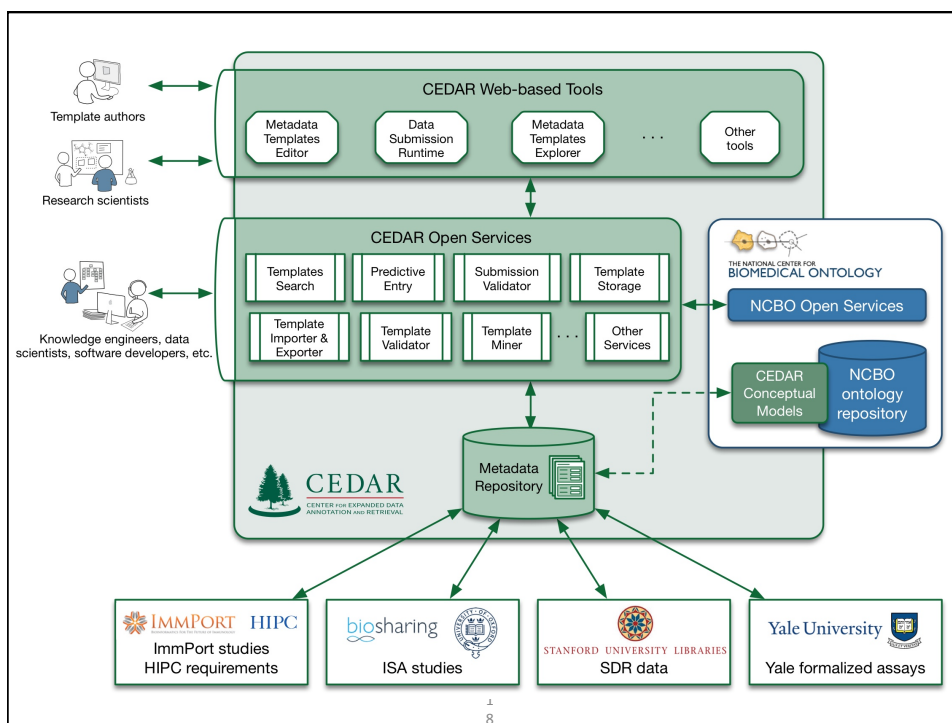 CEDAR Web-based Tools
Template authors
Metadata
Templates
Editor
Data
Submission
Runtime
Metadata
Templates
Explorer
. . .
Other
tools
Research scientists
CEDAR Open Services
Templates
Search
Predictive
Entry
Submission
Validator
Template
Storage
Template
Importer &
Exporter
Template
Validator
Template
Miner
. . .
Other
Services
Knowledge engineers, data
scientists, software developers, etc.
THE NATIONAL CENTER FOR
BIOMEDICAL ONTOLOGY
NCBO Open Services
CEDAR
Conceptual
Models
NCBO
ontology
repository
Metadata
Repository
CEDAR
CENTER FOR EXPANDED DATA
ANNOTATION AND RETRIEVAL
IMMPORT
HIPC
ImmPort studies
HIPC requirements
biosharing
UNIVERSITY OF OXFORD
ISA studies
STANFORD UNIVERSITY LIBRARIES
SDR data
Yale University
Yale formalized assays
1
8